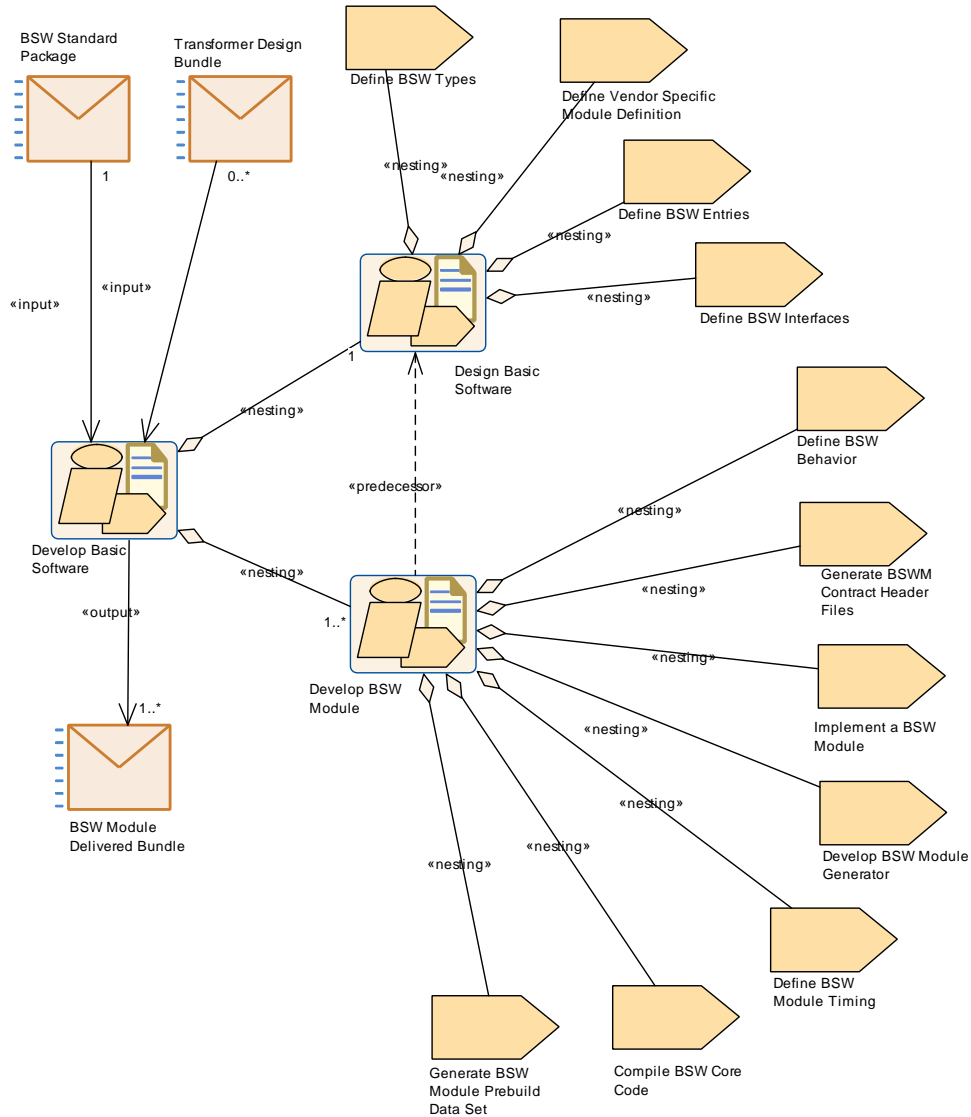 BSW Standard
Package
Transformer Design
Bundle
Define BSW Types
Define Vendor Specific
Module Definition
«nesting»
«nesting»
1
0..*
Define BSW Entries
«nesting»
«nesting»
Define BSW Interfaces
«input»
«input»
1
Design Basic
Software
«nesting»
Define BSW
Behavior
«predecessor»
«nesting»
Develop Basic
Software
«nesting»
Generate BSWM
Contract Header
Files
«nesting»
«output»
1..*
«nesting»
Develop BSW
Module
Implement a BSW
Module
1..*
«nesting»
«nesting»
BSW Module
Delivered Bundle
«nesting»
«nesting»
Develop BSW Module
Generator
Define BSW
Module Timing
Generate BSW
Module Prebuild
Data Set
Compile BSW Core
Code